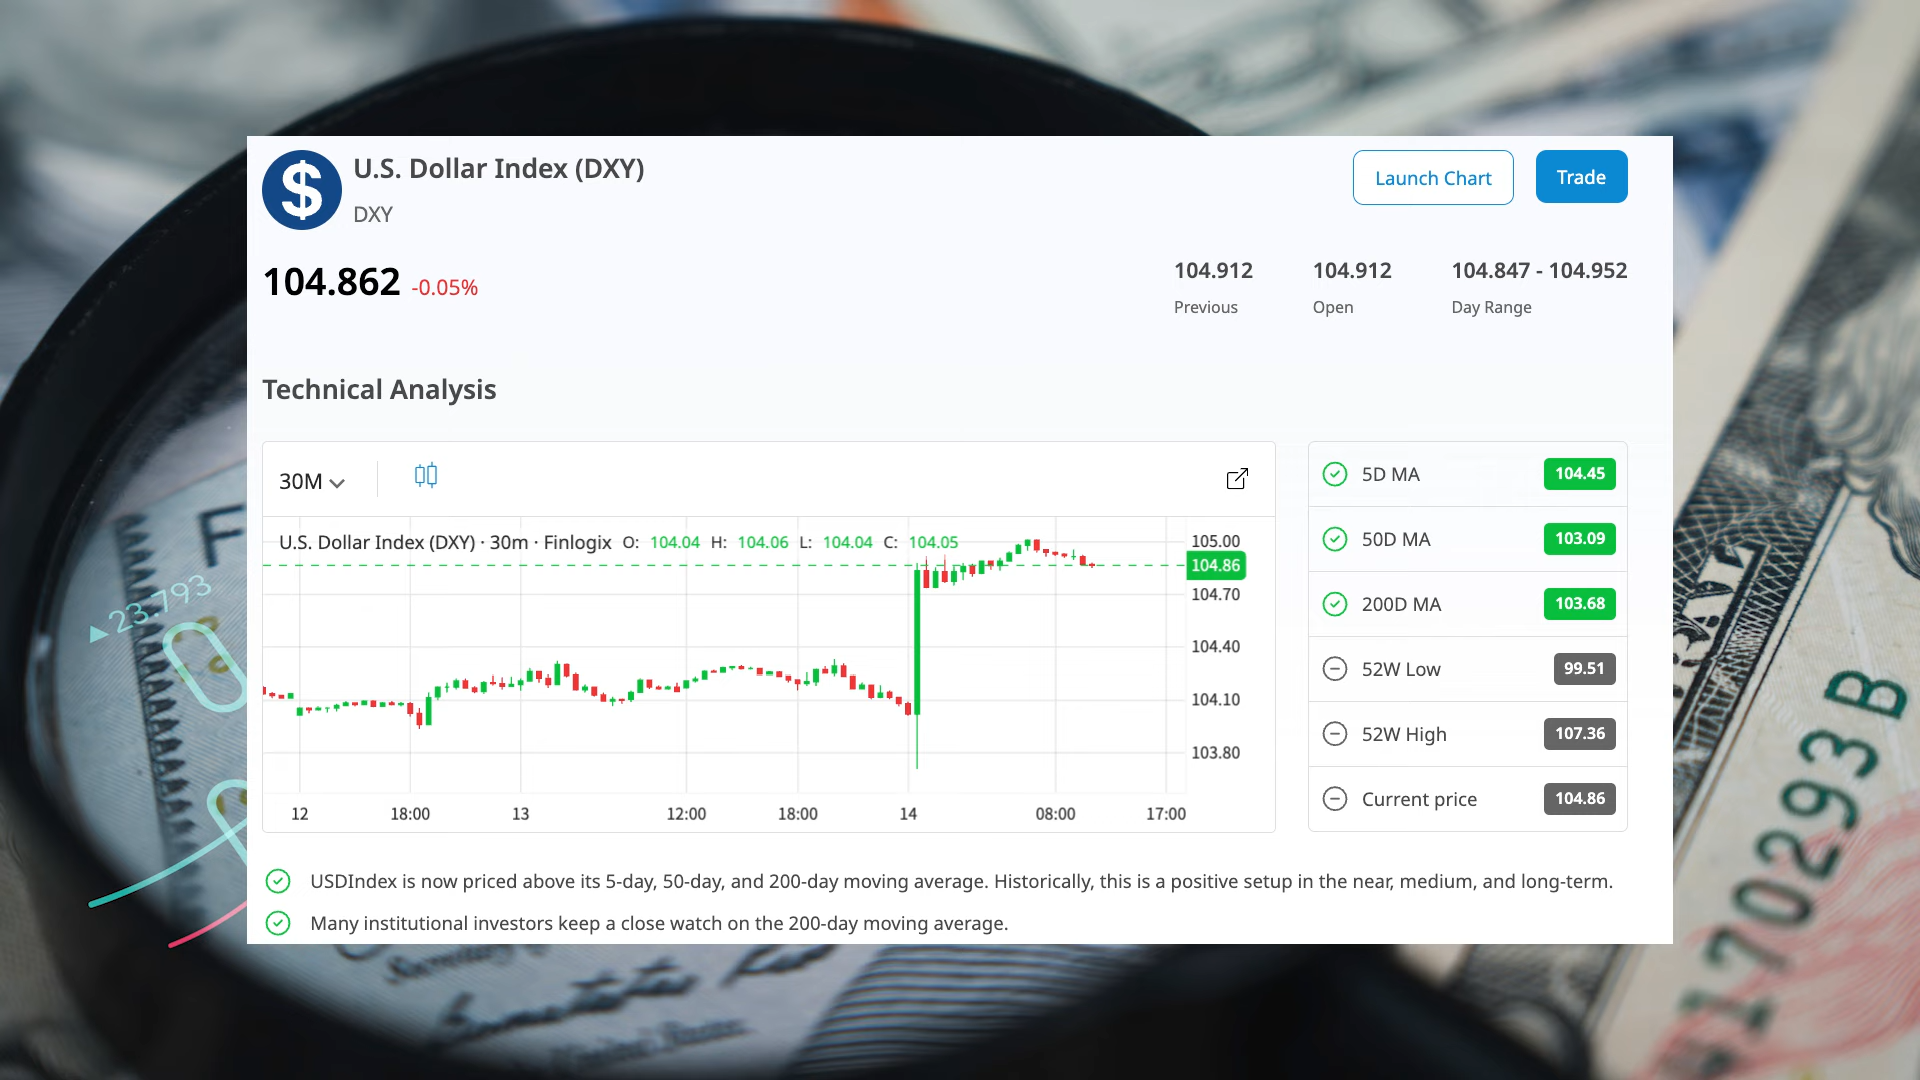 U.S. Dollar Index (DXY)
DXY
Launch Chart
Trade
104.862 -0.05%
104.912
Previous
104.912
Open
104.847 - 104.952
Day Range
Technical Analysis
30M
U.S. Dollar Index (DXY) · 30m · Finlogix O: 104.04 H: 104.06 L: 104.04 C: 104.05
105.00
104.86
104.70
104.40
104.10
103.80
12 18:00 13 12:00 18:00 14 08:00 17:00
5D MA 104.45
50D MA 103.09
200D MA 103.68
52W Low 99.51
52W High 107.36
Current price 104.86
USDIndex is now priced above its 5-day, 50-day, and 200-day moving average. Historically, this is a positive setup in the near, medium, and long-term.
Many institutional investors keep a close watch on the 200-day moving average.
23.793
F